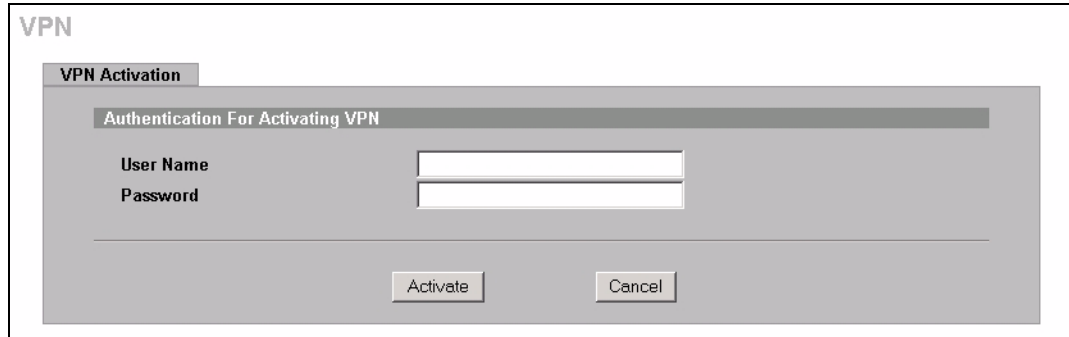 VPN
VPN Activation
Authentication For Activating VPN
User Name
Password
Activate Cancel